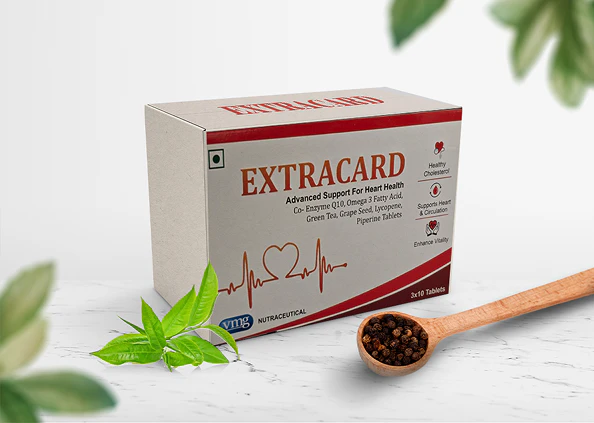 EXTRACARD
EXTRACARD
Advanced Support For Heart Health
Co- Enzyme Q10, Omega 3 Fatty Acid,
Green Tea, Grape Seed, Lycopene,
Piperine Tablets
Healthy
Cholesterol
Supports Heart
& Circulation
Enhance Vitality
3x10 Tablets
vmg NUTRACEUTICAL